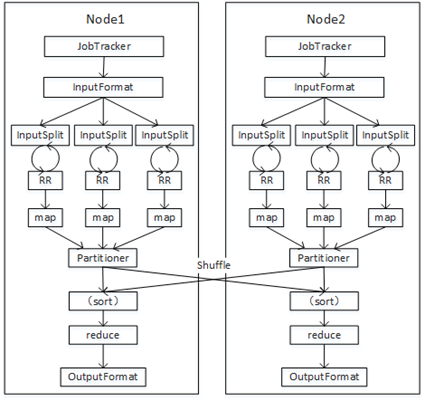 Node1
JobTracker
InputFormat
InputSplit InputSplit InputSplit
RR RR RR
map map map
Partitioner
(sort)
reduce
OutputFormat
Shuffle
Node2
JobTracker
InputFormat
InputSplit InputSplit InputSplit
RR RR RR
map map map
Partitioner
(sort)
reduce
OutputFormat